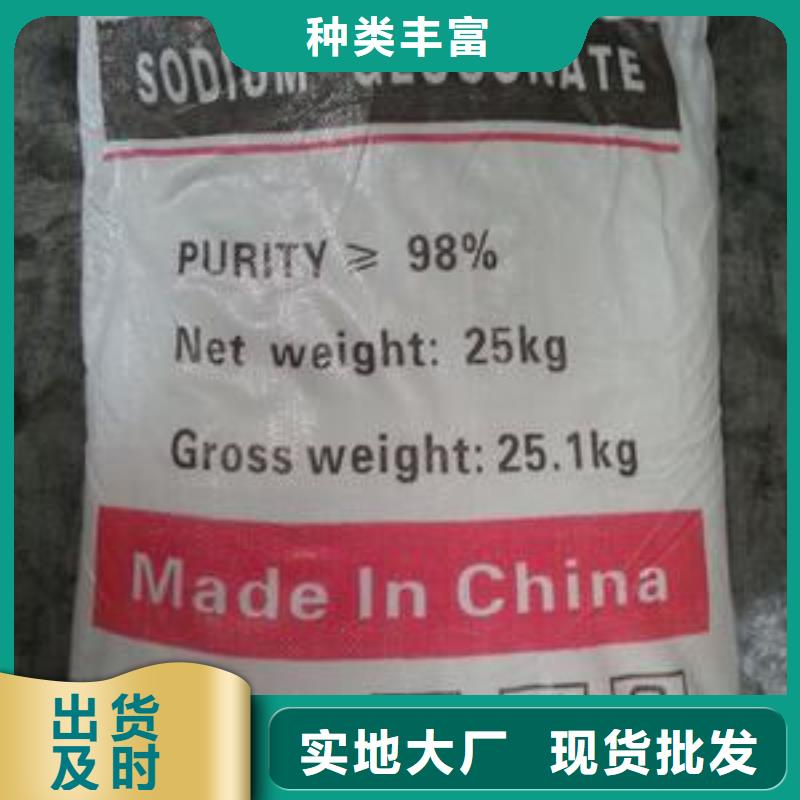 种类丰富
SODIUM GLUCONATE
PURITY ≥ 98%
Net weight: 25kg
Gross weight: 25.1kg
Made In China
出货
及时
实地大厂 现货批发